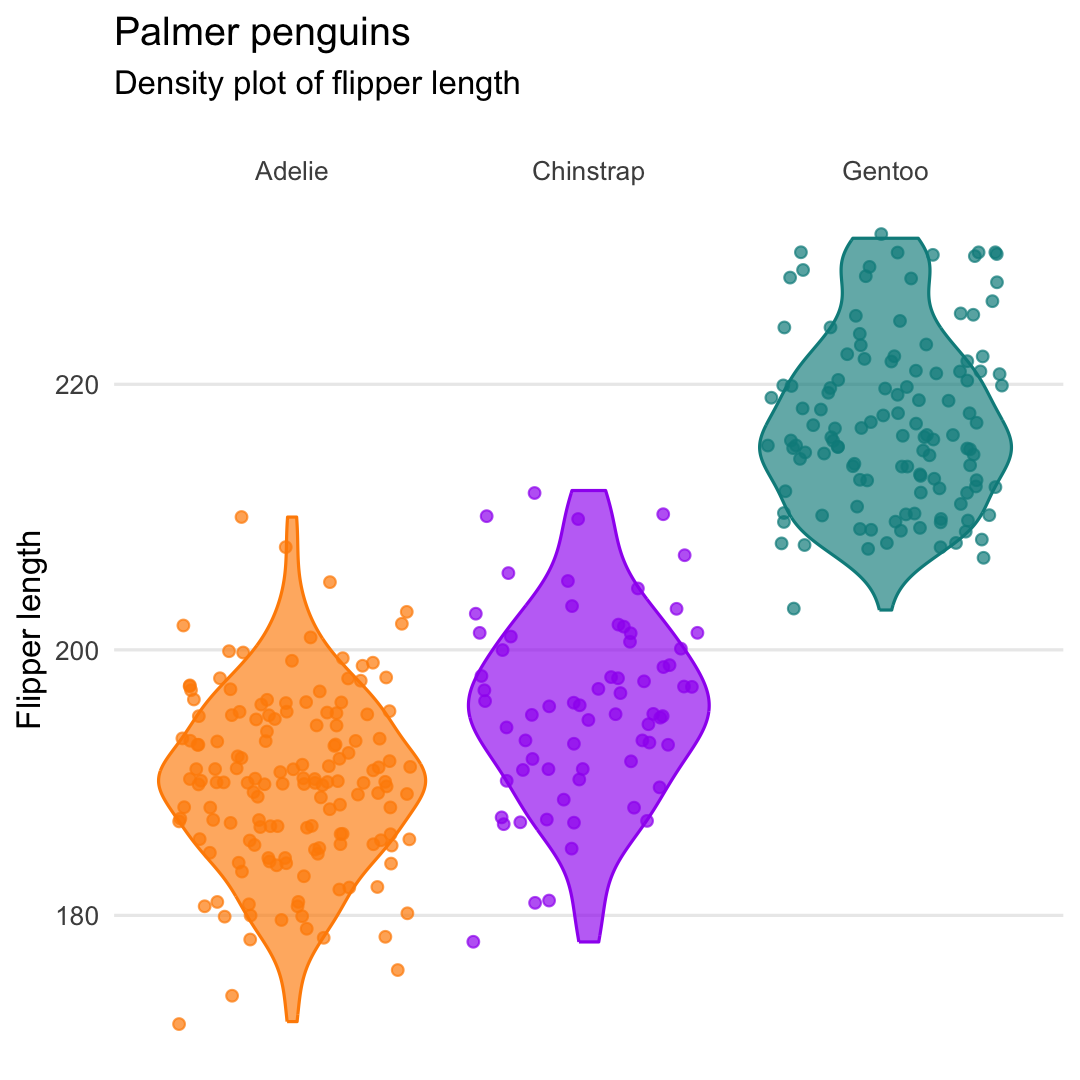 Palmer penguins
Density plot of flipper length
Adelie Chinstrap Gentoo
220
200
180
Flipper length